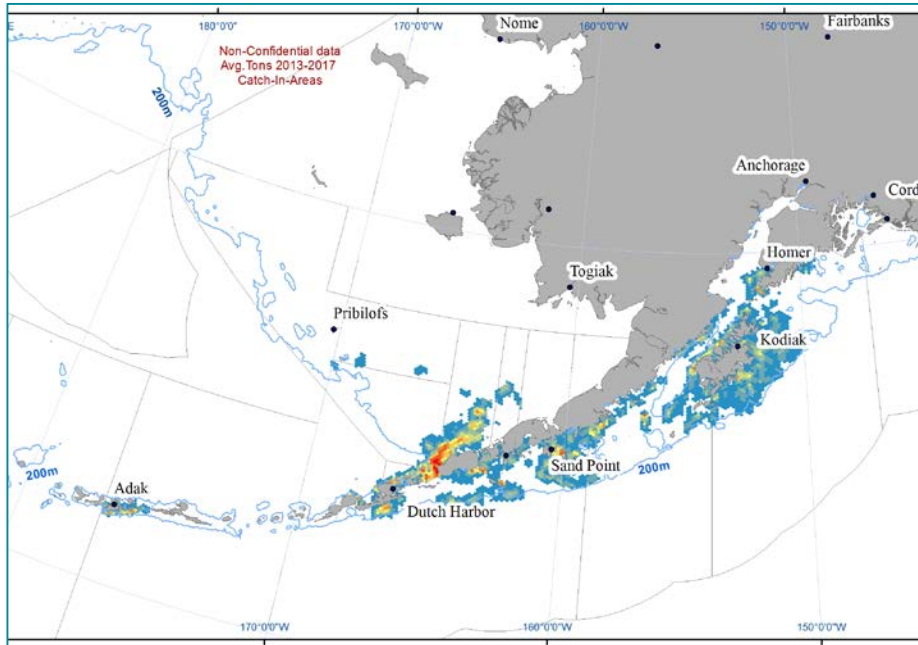 E
180°0'0"
170°0'0"W
160°0'0"W
150°0'0"W
Nome
Fairbanks
Non-Confidential data
Avg.Tons 2013-2017
Catch-In-Areas
200m
Anchorage
Cord
Homer
Togiak
Pribilofs
Kodiak
Sand Point
200m
200m
Adak
Dutch Harbor
170°0'0"W
160°0'0"W
150°0'0"W